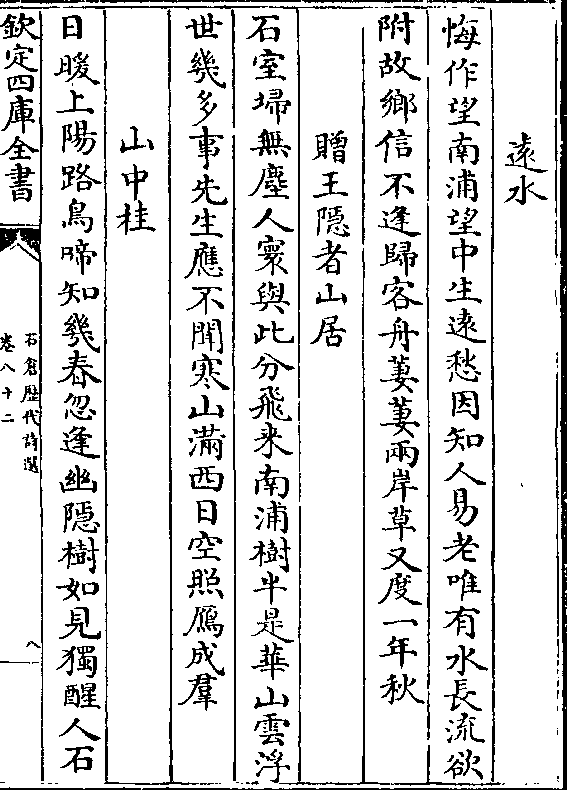 遠水
悔作望南浦望中生遠愁因知人易老唯有水長流欲
附故鄉信不逢歸客舟萋萋兩岸草又度一年秋
贈王隱者山居
石室埽無塵人寰與此分飛来南浦樹半是華山雲浮
世幾多事先生應不聞寒山滿西日空照鴈成羣
山中桂
日暖上陽路鳥啼知幾春忽逢幽隠樹如見獨醒人石
欽定四庫全書
石倉歴代詩選
卷八十二
八